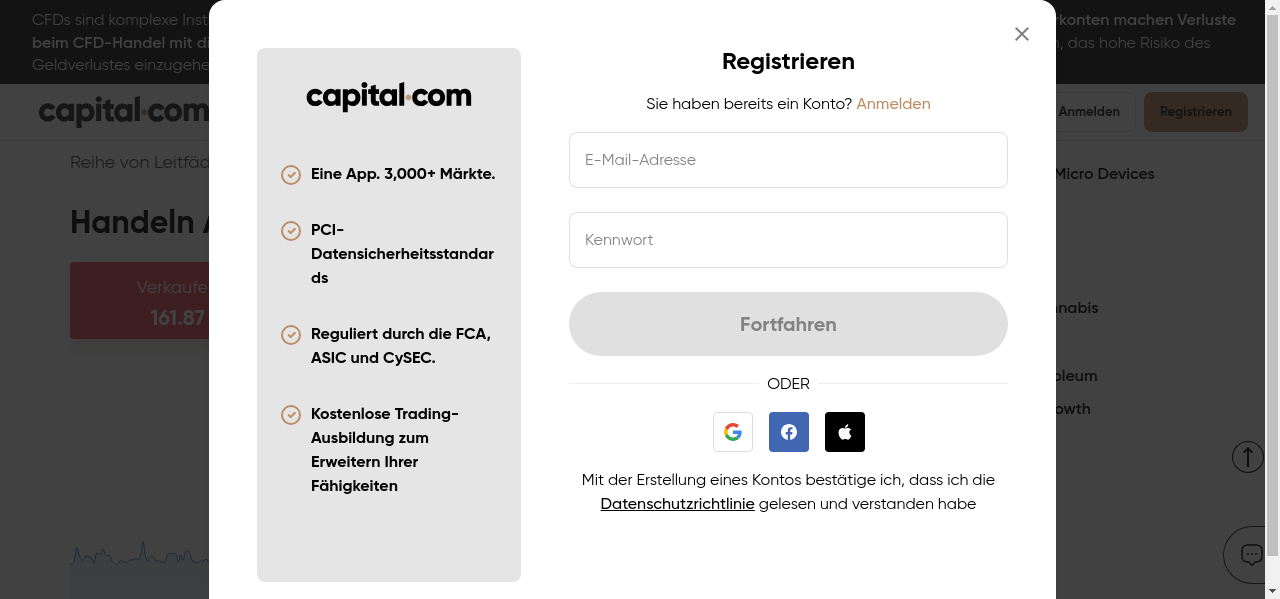 CFDs sind komplexe Inst
rkonten machen Verluste
beim CFD-Handel mit di
, das hohe Risiko des
Geldverlustes einzugehe
capital.com
Anmelden
Registrieren
Reihe von Leitfäd
Handeln A
Verkaufe
161.87
Micro Devices
nnabis
oleum
owth
capital.com
Eine App. 3,000+ Märkte.
PCI-
Datensicherheitsstandar
ds
Reguliert durch die FCA,
ASIC und CySEC.
Kostenlose Trading-
Ausbildung zum
Erweitern Ihrer
Fähigkeiten
Registrieren
Sie haben bereits ein Konto? Anmelden
E-Mail-Adresse
Kennwort
Fortfahren
ODER
Mit der Erstellung eines Kontos bestätige ich, dass ich die
Datenschutzrichtlinie gelesen und verstanden habe